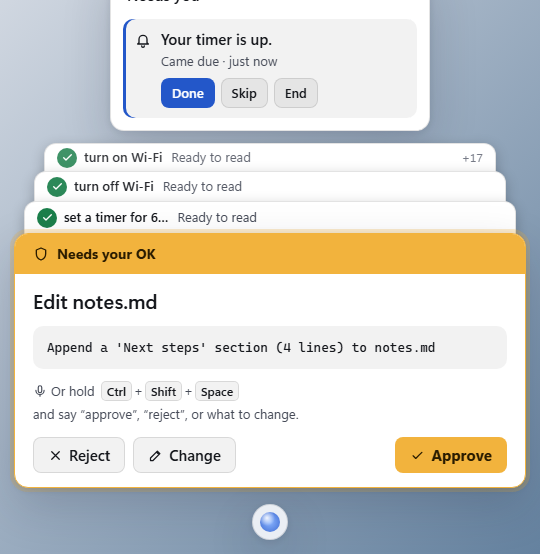 Your timer is up.
Came due · just now
Done Skip End
turn on Wi-Fi Ready to read +17
turn off Wi-Fi Ready to read
set a timer for 6... Ready to read
Needs your OK
Edit notes.md
Append a 'Next steps' section (4 lines) to notes.md
Or hold Ctrl + Shift + Space
and say “approve”, “reject”, or what to change.
Reject Change Approve